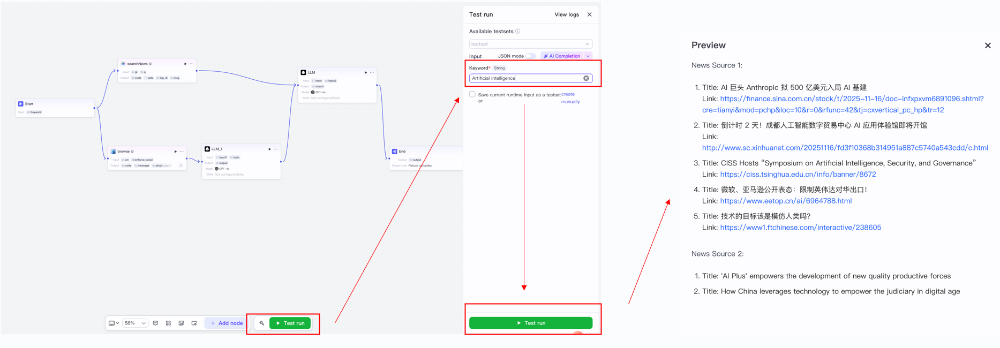 searchNews
Input gl q
Output code data log_id msg
Start
Input Keyword
browse
Input url enforce_crawl
Output code message plugin_name
LLM_1
Input input1 topic
Output output
Model GPT-4o
Skills Not configuredSkills
LLM
Input input input2
Output output
Model GPT-4o
Skills Not configuredSkills
End
Output output
Output type Return variables
58%
+ Add node
Test run
Test run
View logs
Available testsets
testset
Input
JSON mode
AI Completion
Keyword* String
Artificial intelligence
Save current runtime input as a testset create
or manually
Test run
Preview
News Source 1:
1. Title: AI 巨头 Anthropic 拟 500 亿美元入局 AI 基建
Link: https://finance.sina.com.cn/stock/t/2025-11-16/doc-infxpxvm6891096.shtml?
cre=tianyi&mod=pchp&loc=10&r=0&rfunc=42&tj=cxvertical_pc_hp&tr=12
2. Title: 倒计时 2 天！成都人工智能数字贸易中心 AI 应用体验馆即将开馆
Link:
http://www.sc.xinhuanet.com/20251116/fd3f10368b314951a887c5740a543cdd/c.html
3. Title: CISS Hosts “Symposium on Artificial Intelligence, Security, and Governance”
Link: https://ciss.tsinghua.edu.cn/info/banner/8672
4. Title: 微软、亚马逊公开表态：限制英伟达对华出口！
Link: https://www.eetop.cn/ai/6964788.html
5. Title: 技术的目标该是模仿人类吗？
Link: https://www1.ftchinese.com/interactive/238605
News Source 2:
1. Title: 'AI Plus' empowers the development of new quality productive forces
2. Title: How China leverages technology to empower the judiciary in digital age